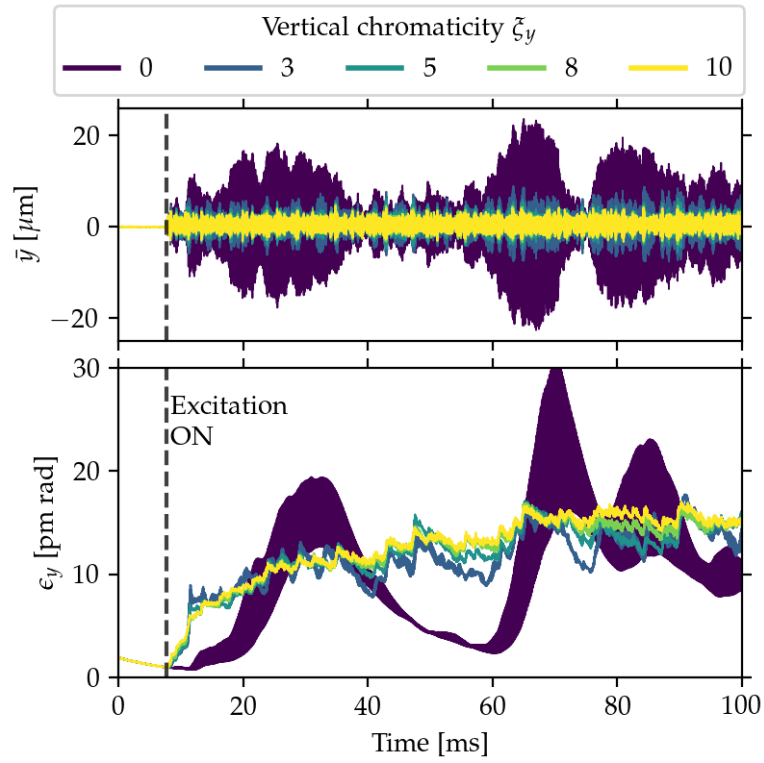 Vertical chromaticity ξ_y
0 3 5 8 10
20
0
−20
ȳ [μm]
30
20
10
0
ϵ_y [pm rad]
Excitation
ON
0 20 40 60 80 100
Time [ms]